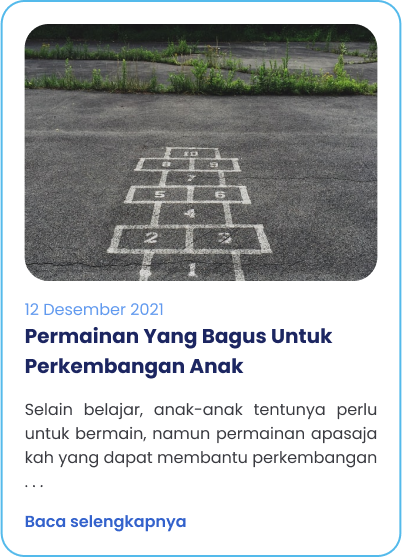 10
8 9
7
5 6
4
2 3
1
12 Desember 2021
Permainan Yang Bagus Untuk
Perkembangan Anak
Selain belajar, anak-anak tentunya perlu
untuk bermain, namun permainan apasaja
kah yang dapat membantu perkembangan
. . .
Baca selengkapnya